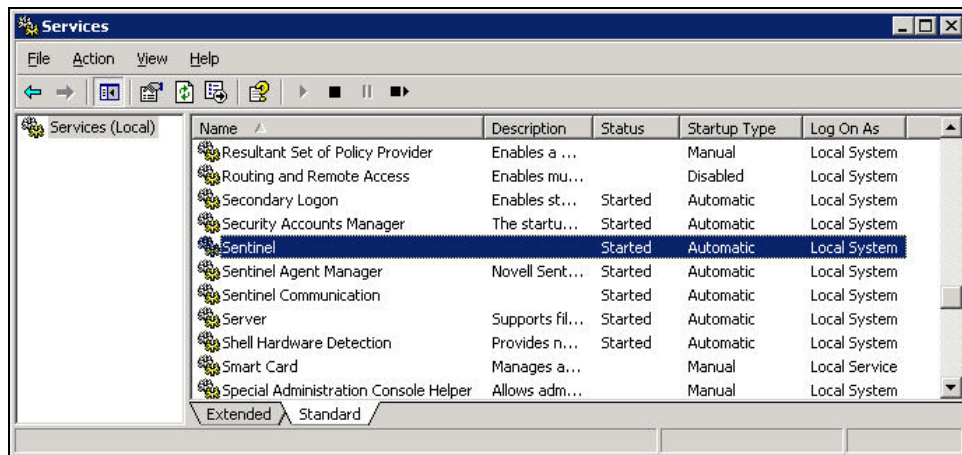 Services
File Action View Help
Services (Local)
Name Description Status Startup Type Log On As
Resultant Set of Policy Provider Enables a ... Manual Local System
Routing and Remote Access Enables mu... Disabled Local System
Secondary Logon Enables st... Started Automatic Local System
Security Accounts Manager The startu... Started Automatic Local System
Sentinel Started Automatic Local System
Sentinel Agent Manager Novell Sent... Started Automatic Local System
Sentinel Communication Started Automatic Local System
Server Supports fil... Started Automatic Local System
Shell Hardware Detection Provides n... Started Automatic Local System
Smart Card Manages a... Manual Local Service
Special Administration Console Helper Allows adm... Manual Local System
Extended Standard